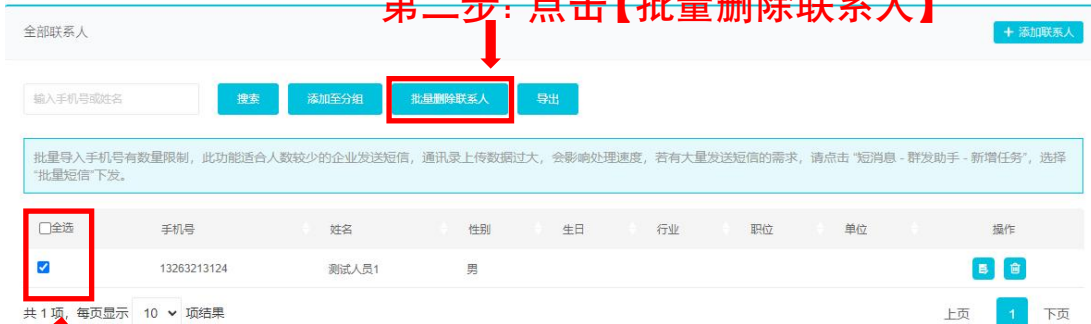 第二步：点击【批量删除联系人】
全部联系人
+ 添加联系人
输入手机号或姓名 搜索 添加至分组 批量删除联系人 导出
批量导入手机号有数量限制，此功能适合人数较少的企业发送短信，通讯录上传数据过大，会影响处理速度，若有大量发送短信的需求，请点击 “短消息 - 群发助手 - 新增任务”，选择
“批量短信”下发。
全选 手机号 姓名 性别 生日 行业 职位 单位 操作
13263213124 测试人员1 男
共 1 项，每页显示 10 项结果 上页 1 下页